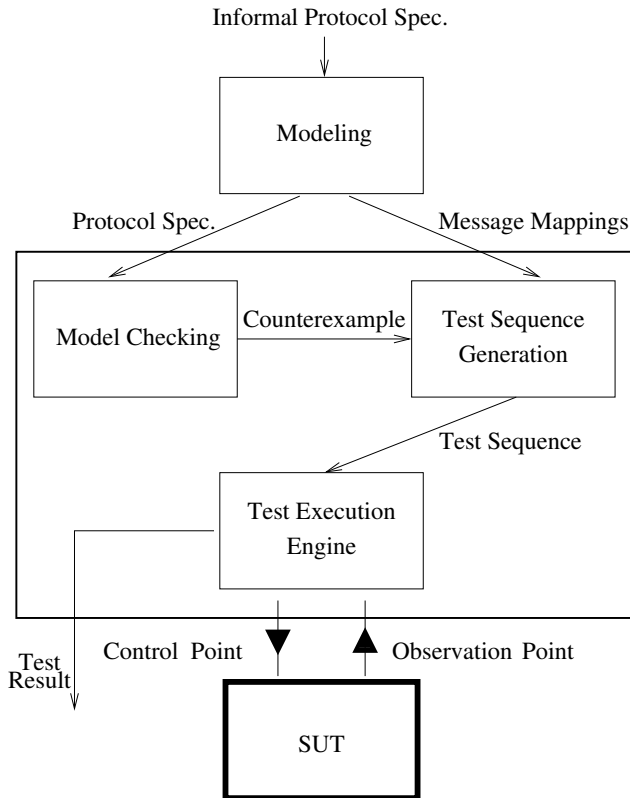 Informal Protocol Spec.
Modeling
Protocol Spec.
Message Mappings
Model Checking
Counterexample
Test Sequence
Generation
Test Sequence
Test Execution
Engine
Control Point
Observation Point
Test
Result
SUT